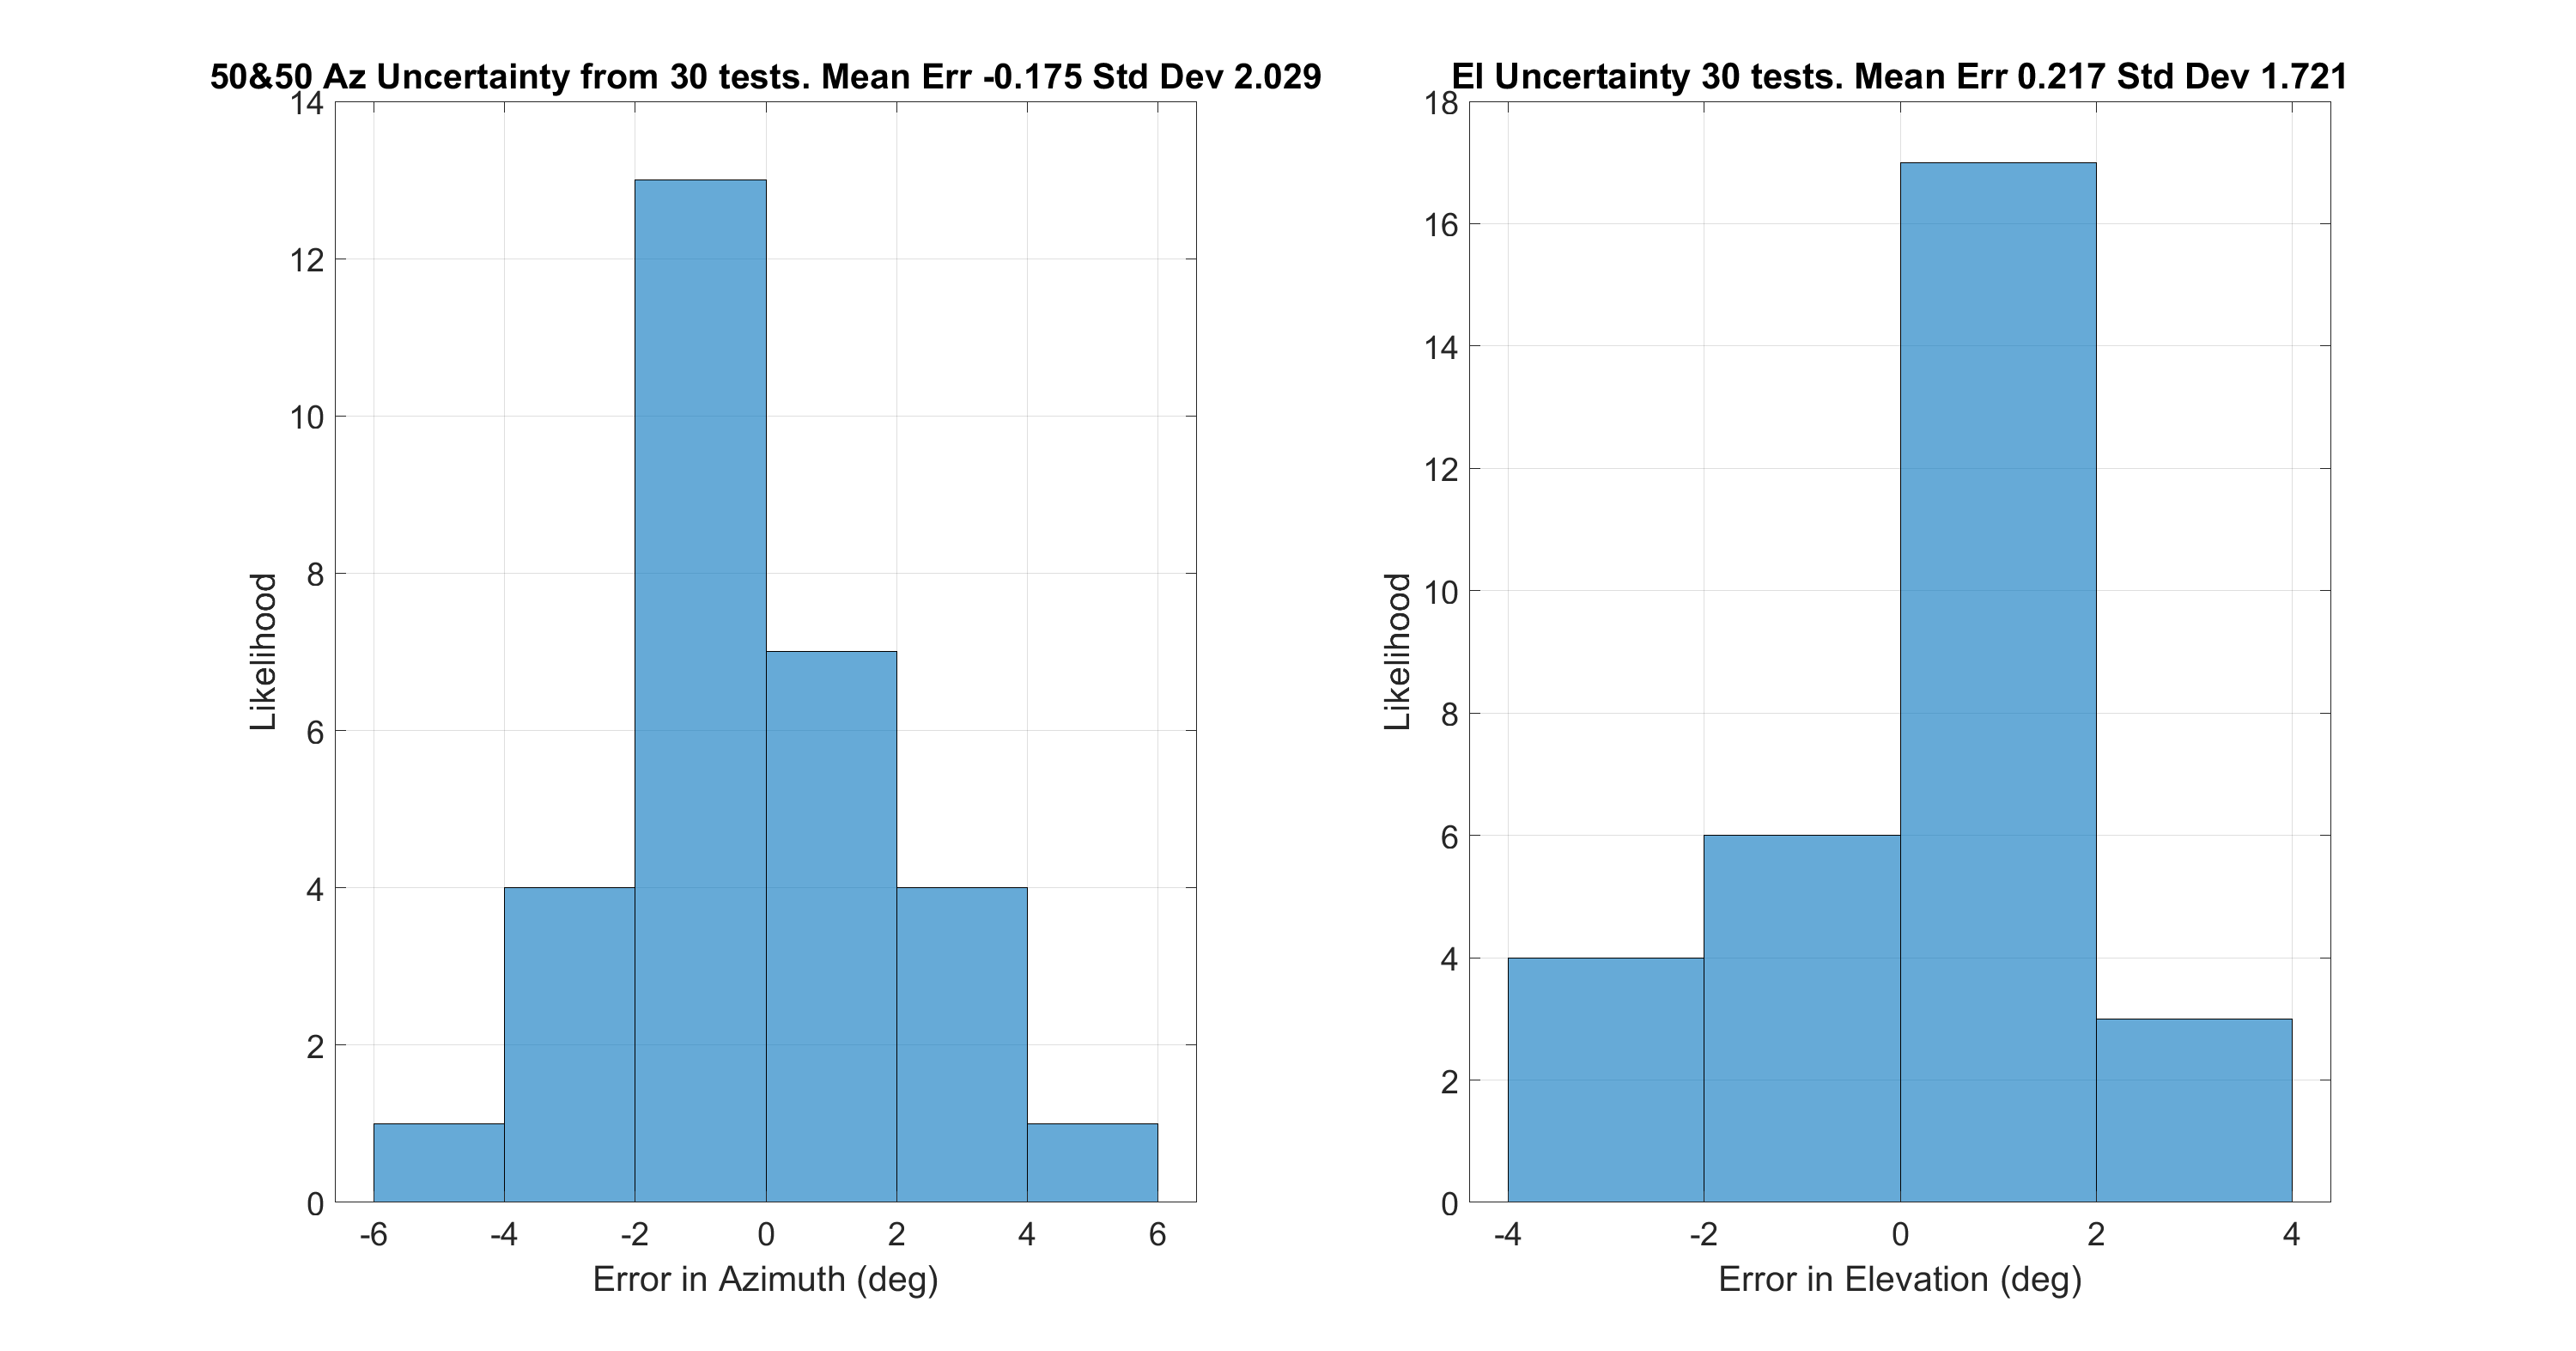 50&50 Az Uncertainty from 30 tests. Mean Err -0.175 Std Dev 2.029
14
12
10
8
6
4
2
0
Likelihood
-6 -4 -2 0 2 4 6
Error in Azimuth (deg)
El Uncertainty 30 tests. Mean Err 0.217 Std Dev 1.721
18
16
14
12
10
8
6
4
2
0
Likelihood
-4 -2 0 2 4
Error in Elevation (deg)